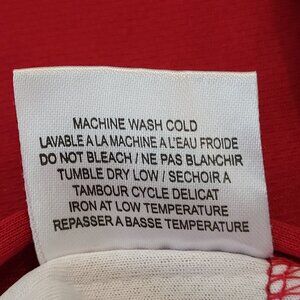 MACHINE WASH COLD
LAVABLE A LA MACHINE A L'EAU FROIDE
DO NOT BLEACH / NE PAS BLANCHIR
TUMBLE DRY LOW / SECHOIR A
TAMBOUR CYCLE DELICAT
IRON AT LOW TEMPERATURE
REPASSER A BASSE TEMPERATURE